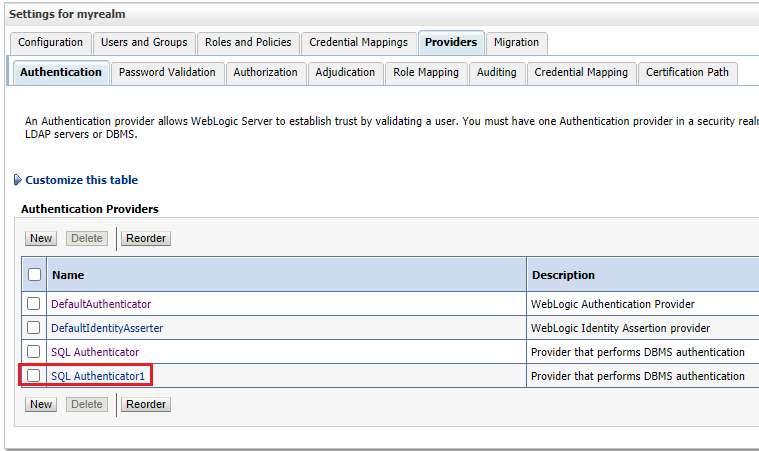 Settings for myrealm
Configuration Users and Groups Roles and Policies Credential Mappings Providers Migration
Authentication Password Validation Authorization Adjudication Role Mapping Auditing Credential Mapping Certification Path
An Authentication provider allows WebLogic Server to establish trust by validating a user. You must have one Authentication provider in a security
LDAP servers or DBMS.
Customize this table
Authentication Providers
New Delete Reorder
Name Description
DefaultAuthenticator WebLogic Authentication Provider
DefaultIdentityAsserter WebLogic Identity Assertion provider
SQL Authenticator Provider that performs DBMS authentication
SQL Authenticator1 Provider that performs DBMS authentication
New Delete Reorder